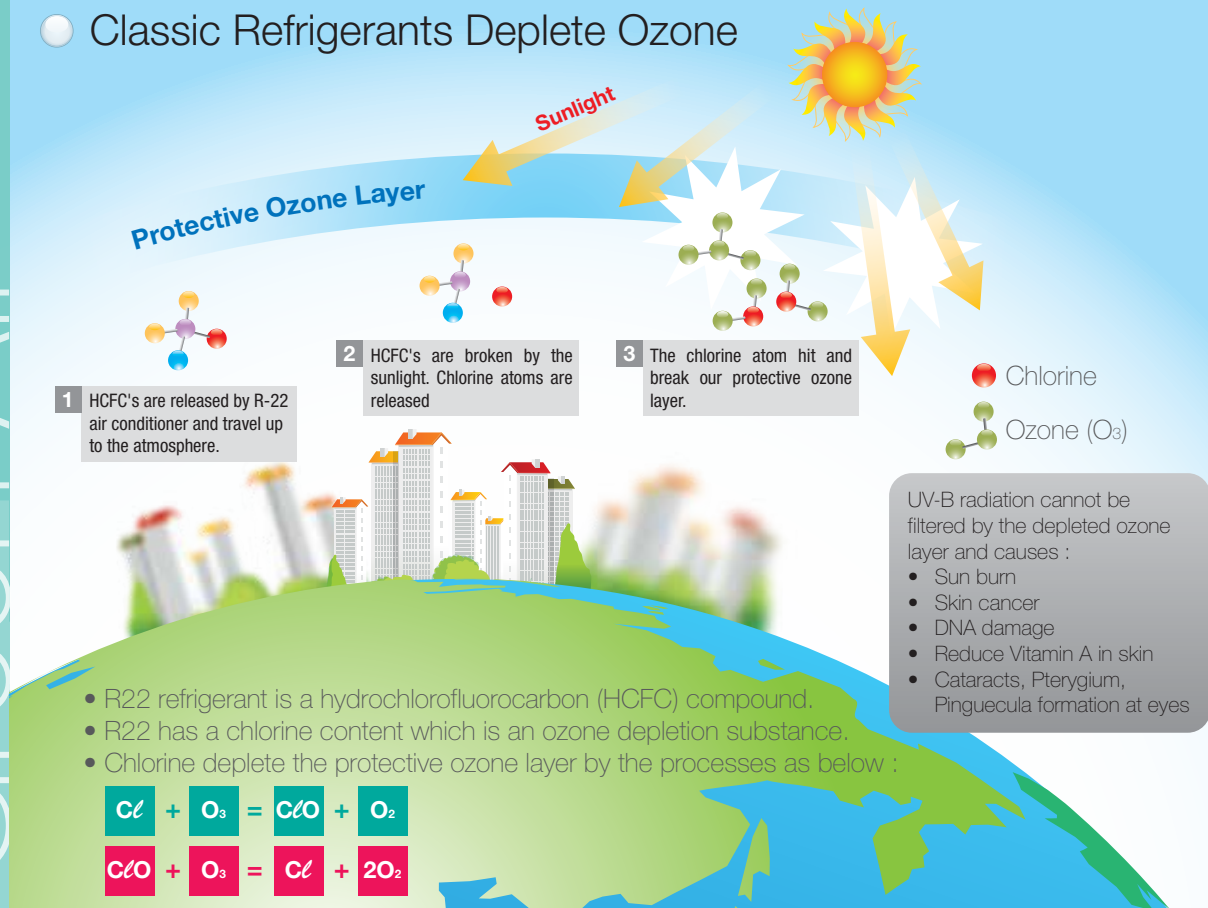 Classic Refrigerants Deplete Ozone
Sunlight
Protective Ozone Layer
1 HCFC's are released by R-22
air conditioner and travel up
to the atmosphere.
2 HCFC's are broken by the
sunlight. Chlorine atoms are
released
3 The chlorine atom hit and
break our protective ozone
layer.
Chlorine
Ozone (O₃)
UV-B radiation cannot be
filtered by the depleted ozone
layer and causes :
• Sun burn
• Skin cancer
• DNA damage
• Reduce Vitamin A in skin
• Cataracts, Pterygium,
Pinguecula formation at eyes
• R22 refrigerant is a hydrochlorofluorocarbon (HCFC) compound.
• R22 has a chlorine content which is an ozone depletion substance.
• Chlorine deplete the protective ozone layer by the processes as below :
Cℓ + O₃ = CℓO + O₂
CℓO + O₃ = Cℓ + 2O₂